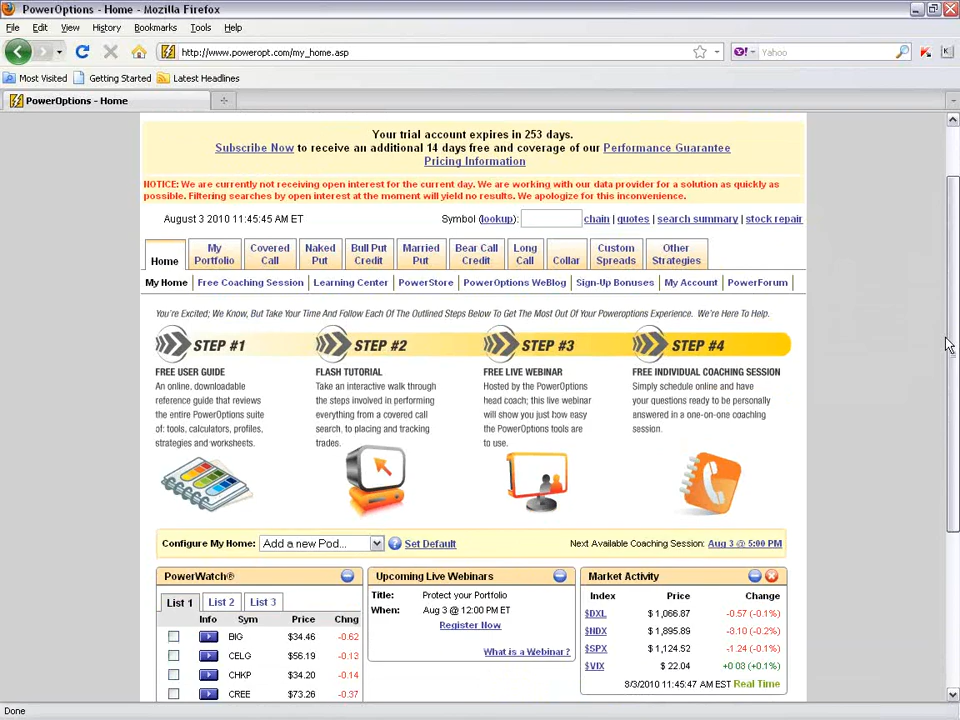 PowerOptions - Home - Mozilla Firefox
File Edit View History Bookmarks Tools Help
http://www.poweropt.com/my_home.asp
Yahoo
Most Visited Getting Started Latest Headlines
PowerOptions - Home
Your trial account expires in 253 days.
Subscribe Now to receive an additional 14 days free and coverage of our Performance Guarantee
Pricing Information
NOTICE: We are currently not receiving open interest for the current day. We are working with our data provider for a solution as quickly as
possible. Filtering searches by open interest at the moment will yield no results. We apologize for this inconvenience.
August 3 2010 11:45:45 AM ET Symbol (lookup): chain | quotes | search summary | stock repair
Home My Portfolio Covered Call Naked Put Bull Put Credit Married Put Bear Call Credit Long Call Collar Custom Spreads Other Strategies
My Home Free Coaching Session Learning Center PowerStore PowerOptions WeBlog Sign-Up Bonuses My Account PowerForum
You're Excited; We Know, But Take Your Time And Follow Each Of The Outlined Steps Below To Get The Most Out Of Your Poweroptions Experience. We're Here To Help.
STEP #1 STEP #2 STEP #3 STEP #4
FREE USER GUIDE
An online, downloadable
reference guide that reviews
the entire PowerOptions suite
of: tools, calculators, profiles,
strategies and worksheets.
FLASH TUTORIAL
Take an interactive walk through
the steps involved in performing
everything from a covered call
search, to placing and tracking
trades.
FREE LIVE WEBINAR
Hosted by the PowerOptions
head coach; this live webinar
will show you just how easy
the PowerOptions tools are
to use.
FREE INDIVIDUAL COACHING SESSION
Simply schedule online and have
your questions ready to be personally
answered in a one-on-one coaching
session.
Configure My Home: Add a new Pod... Set Default Next Available Coaching Session: Aug 3 @ 5:00 PM
PowerWatch®
List 1 List 2 List 3
Info Sym Price Chng
BIG $34.46 -0.62
CELG $56.19 -0.12
CHKP $34.20 -0.14
CREE $73.26 -0.37
Upcoming Live Webinars
Title: Protect your Portfolio
When: Aug 3 @ 12:00 PM ET
Register Now
What is a Webinar?
Market Activity
Index Price Change
$DXL $ 1,066.87 -0.57 (-0.1%)
$NDX $ 1,895.89 -3.10 (-0.2%)
$SPX $ 1,124.52 -1.24 (-0.1%)
$VIX $ 22.04 +0.03 (+0.1%)
8/3/2010 11:45:47 AM EST Real Time
Done